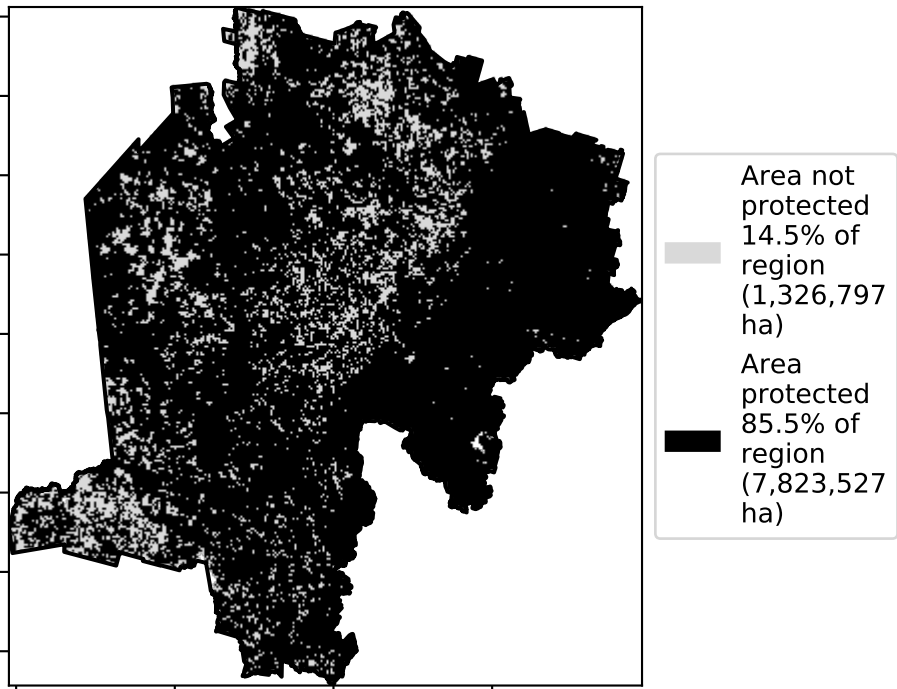 Area not
protected
14.5% of
region
(1,326,797
ha)
Area
protected
85.5% of
region
(7,823,527
ha)